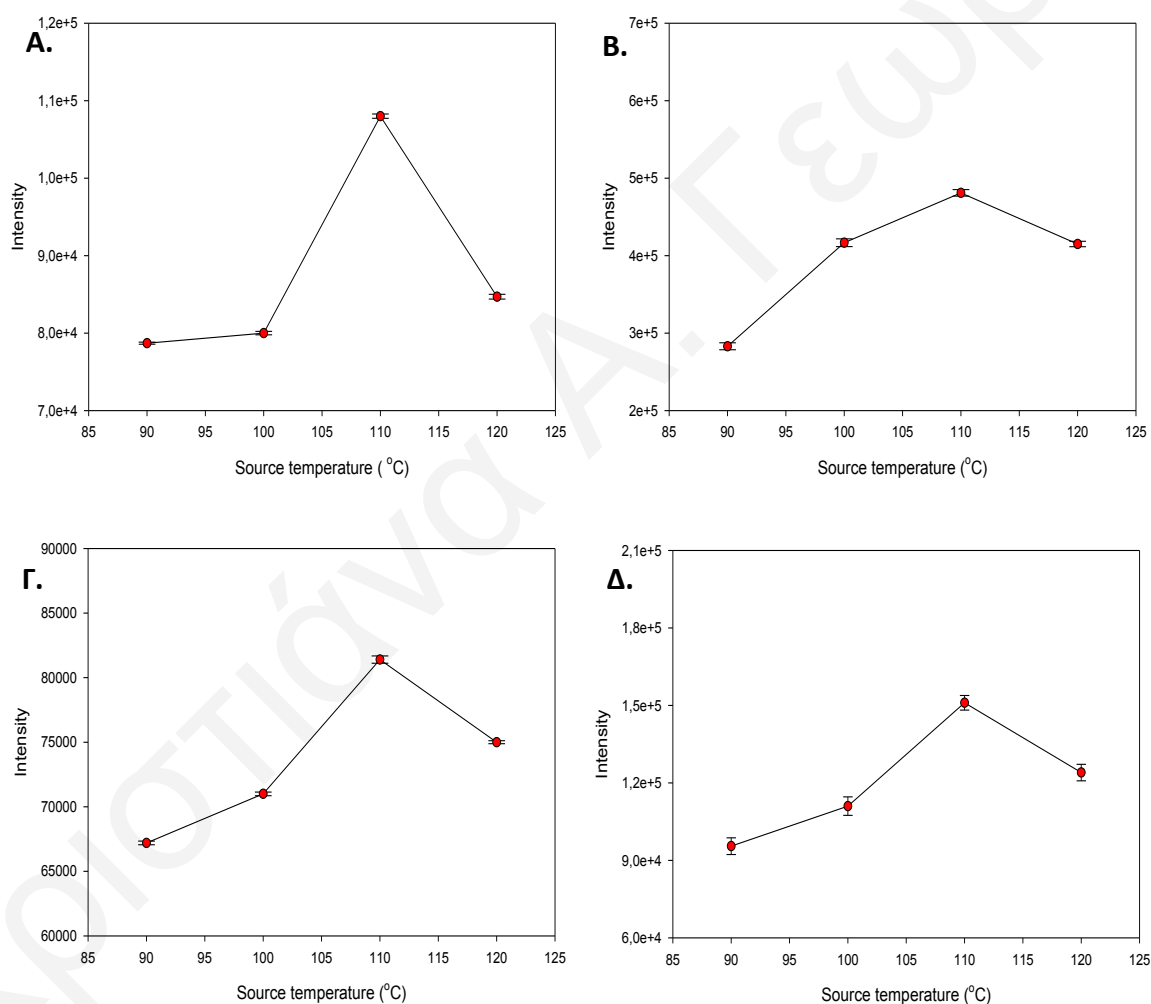 Α.
1,2e+5
1,1e+5
1,0e+5
9,0e+4
8,0e+4
7,0e+4
Intensity
85 90 95 100 105 110 115 120 125
Source temperature ( °C)
Β.
7e+5
6e+5
5e+5
4e+5
3e+5
2e+5
Intensity
85 90 95 100 105 110 115 120 125
Source temperature (°C)
Γ.
90000
85000
80000
75000
70000
65000
60000
Intensity
85 90 95 100 105 110 115 120 125
Source temperature (°C)
Δ.
2,1e+5
1,8e+5
1,5e+5
1,2e+5
9,0e+4
6,0e+4
Intensity
85 90 95 100 105 110 115 120 125
Source temperature (°C)
ριστιάνα Α. Γεωρ